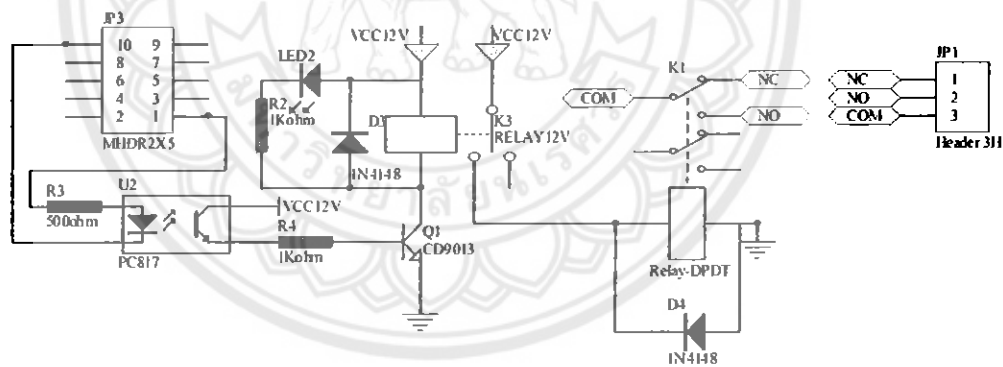 JP3
10 9
8 7
6 5
4 3
2 1
MHDR2X5
R3
500ohm
U2
PC817
VCC12V
R4
1Kohm
LED2
R2
1Kohm
D3
1N4148
VCC12V
VCC12V
K3
RELAY12V
Q1
CD9013
K1
COM
NC
NO
Relay-DPDT
D4
1N4148
JP1
NC 1
NO 2
COM 3
Header 3H